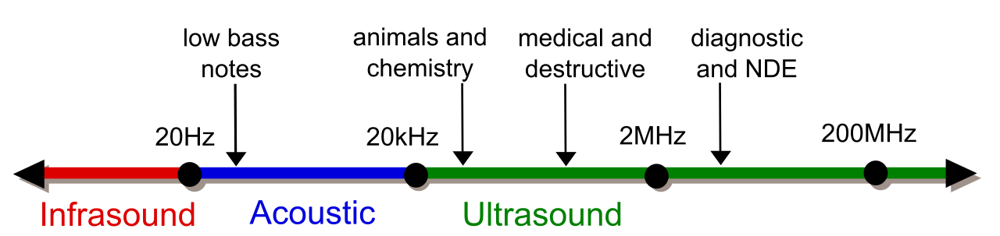 low bass
notes
animals and
chemistry
medical and
destructive
diagnostic
and NDE
20Hz
20kHz
2MHz
200MHz
Infrasound
Acoustic
Ultrasound